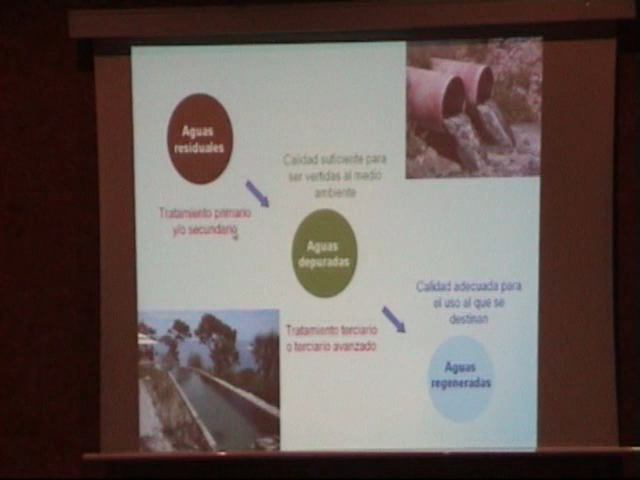 Aguas
residuales
Calidad suficiente para
ser vertidas al medio
ambiente
Tratamiento primario
y/o secundario
Aguas
depuradas
Calidad adecuada para
el uso al que se
destinan
Tratamiento terciario
o terciario avanzado
Aguas
regeneradas